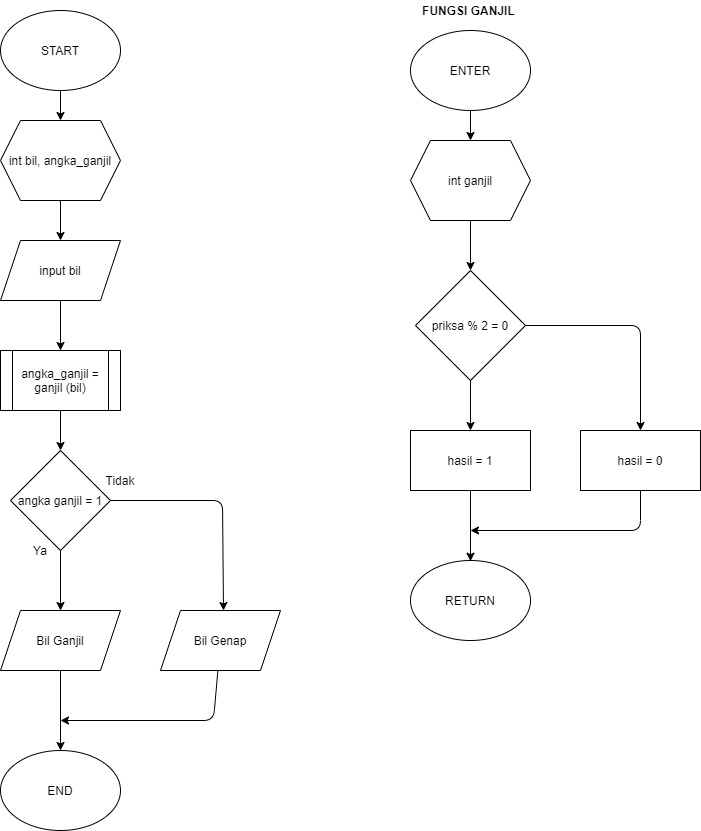 START
int bil, angka_ganjil
input bil
angka_ganjil =
ganjil (bil)
angka ganjil = 1
Tidak
Ya
Bil Ganjil
Bil Genap
END
FUNGSI GANJIL
ENTER
int ganjil
priksa % 2 = 0
hasil = 1
hasil = 0
RETURN